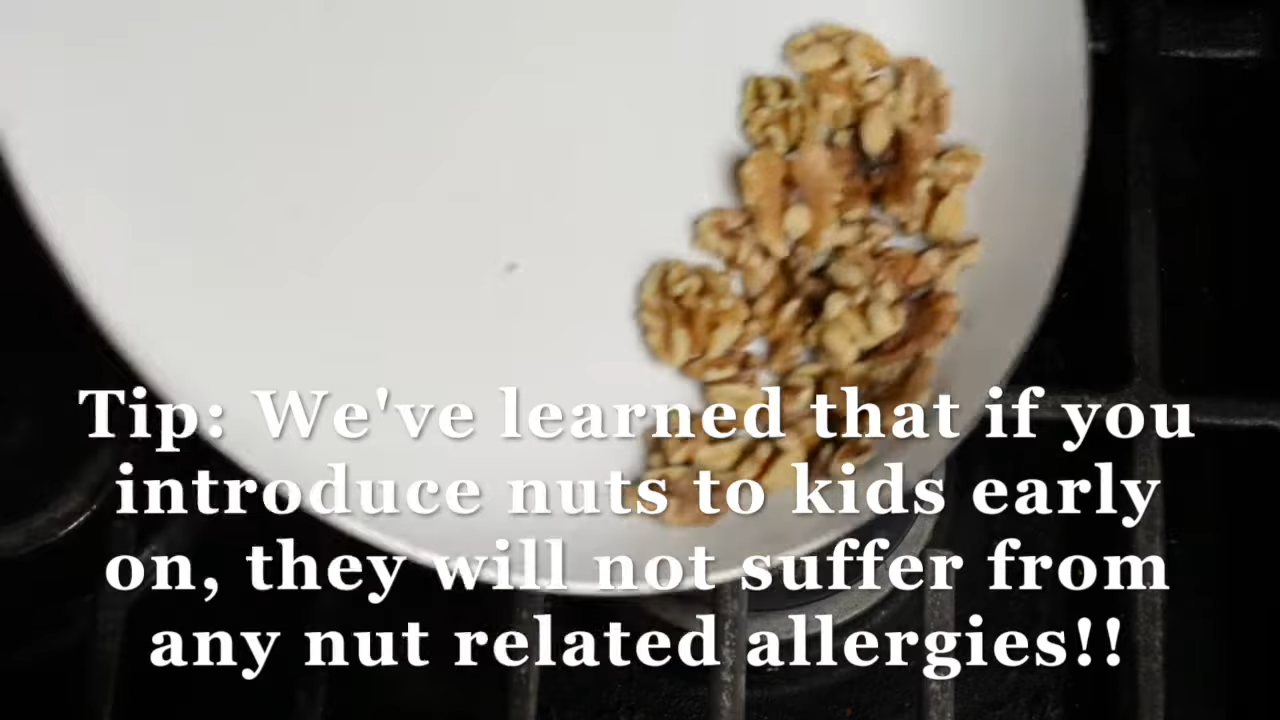 Tip: We've learned that if you
introduce nuts to kids early
on, they will not suffer from
any nut related allergies!!